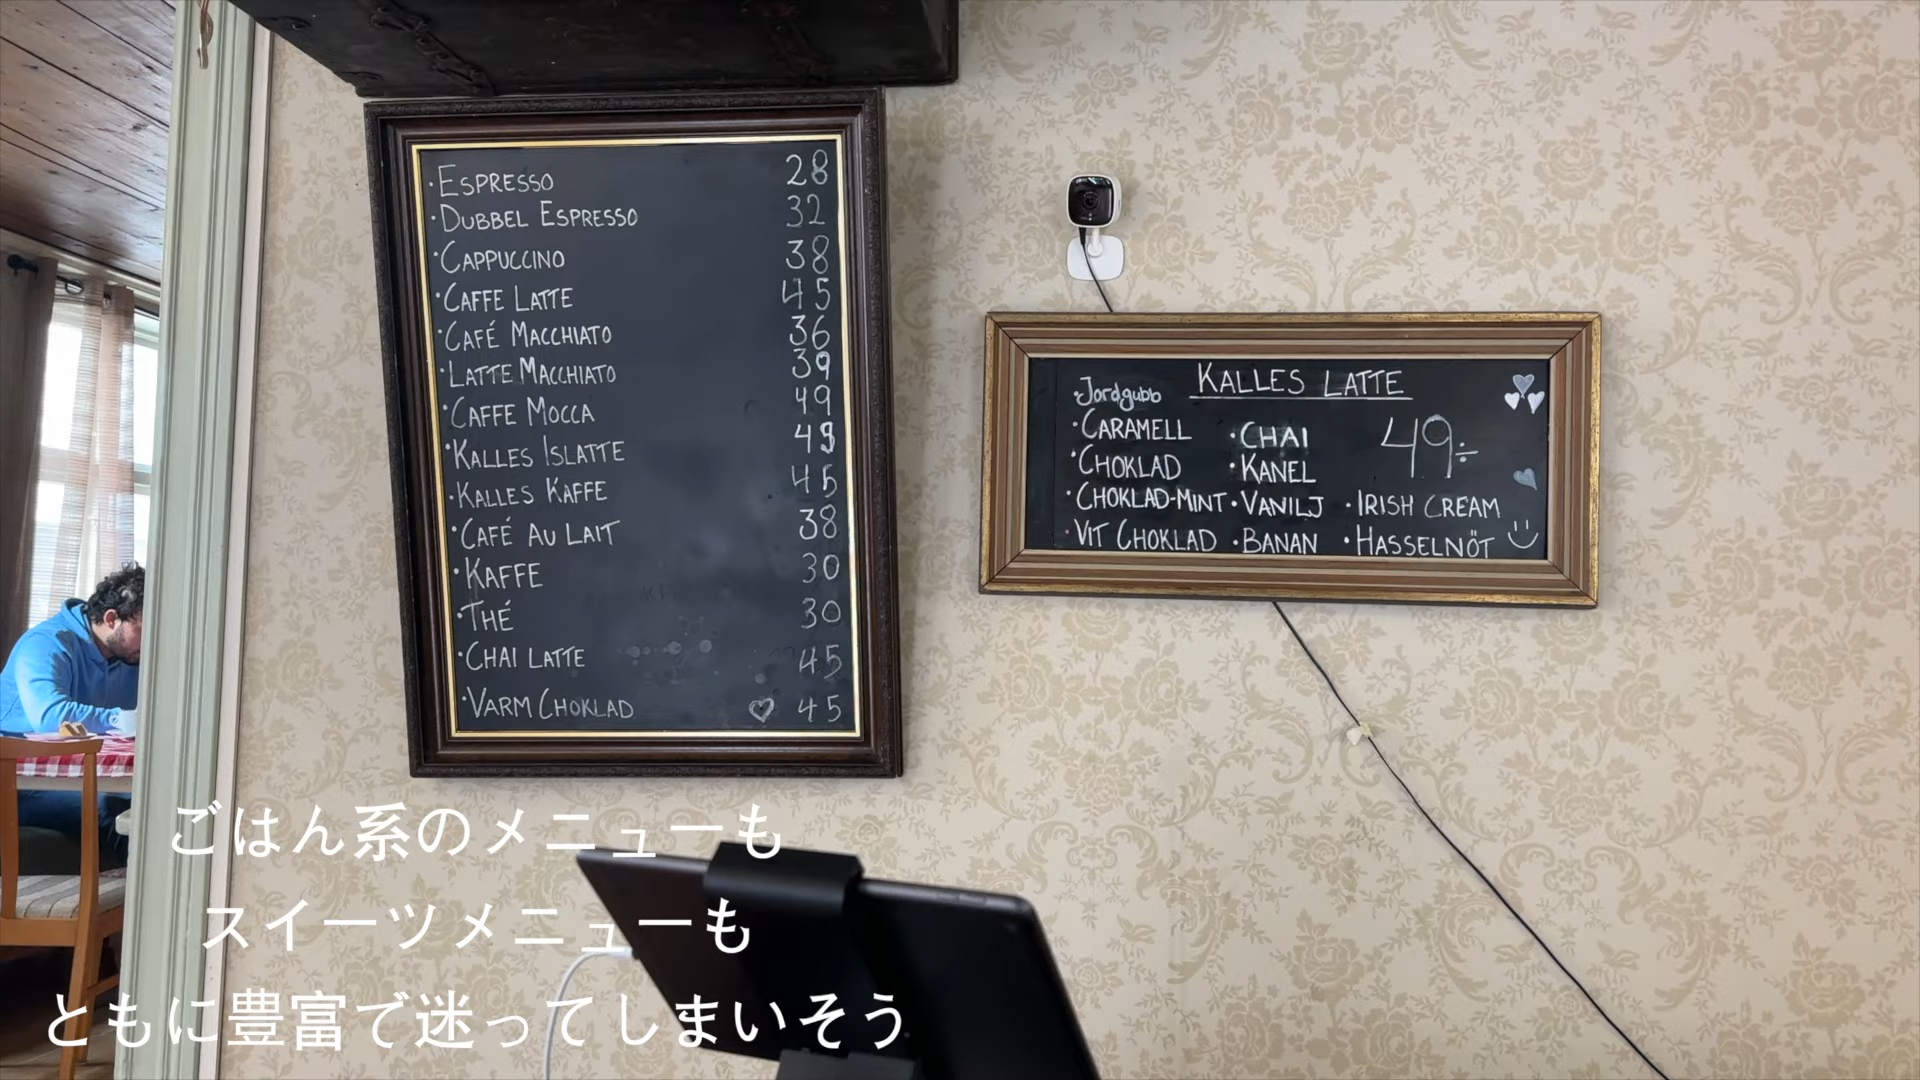 ·ESPRESSO 28
·DUBBEL ESPRESSO 32
·CAPPUCCINO 38
·CAFFE LATTE 45
·CAFÉ MACCHIATO 36
·LATTE MACCHIATO 39
·CAFFE MOCCA 49
·KALLES ISLATTE 49
·KALLES KAFFE 45
·CAFÉ AU LAIT 38
·KAFFE 30
·THÉ 30
·CHAI LATTE 45
·VARM CHOKLAD ♡ 45
KALLES LATTE
·Jordgubb
·CARAMELL ·CHAI 49÷
·CHOKLAD ·KANEL
·CHOKLAD-MINT ·VANILJ ·IRISH CREAM
·VIT CHOKLAD ·BANAN ·HASSELNÖT
ごはん系のメニューも
スイーツメニューも
ともに豊富で迷ってしまいそう